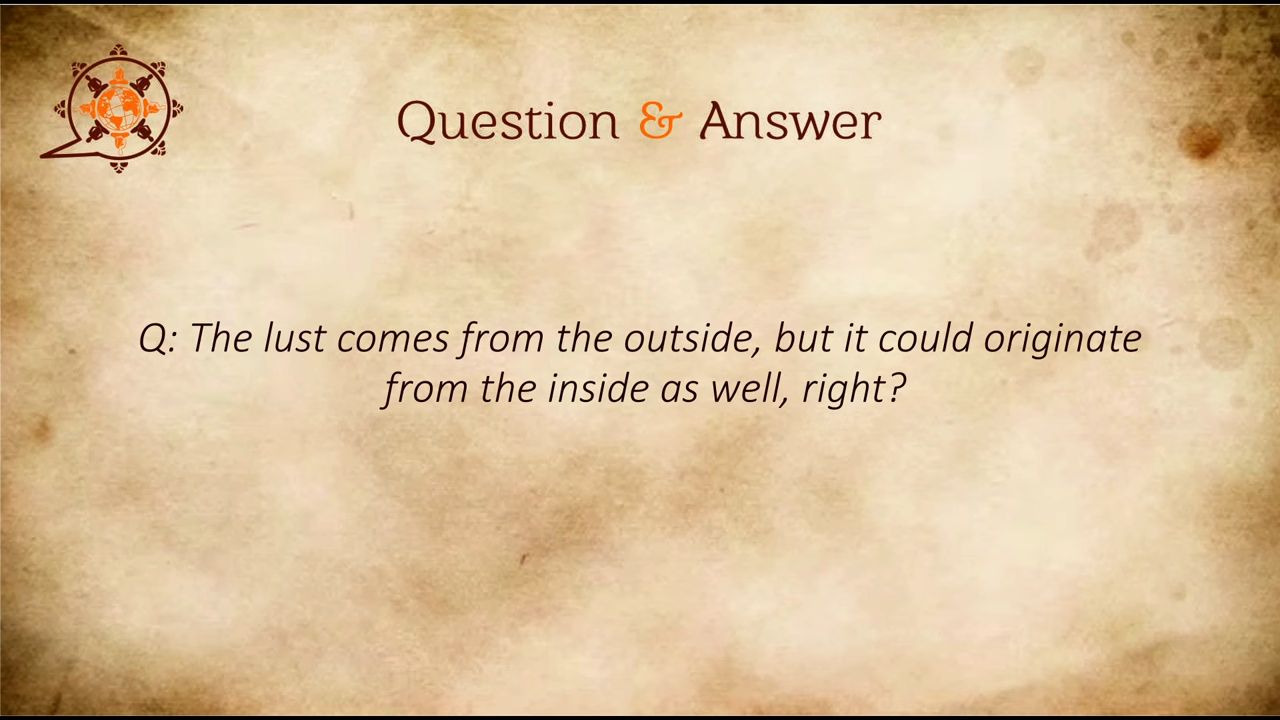 Question & Answer
Q: The lust comes from the outside, but it could originate
from the inside as well, right?